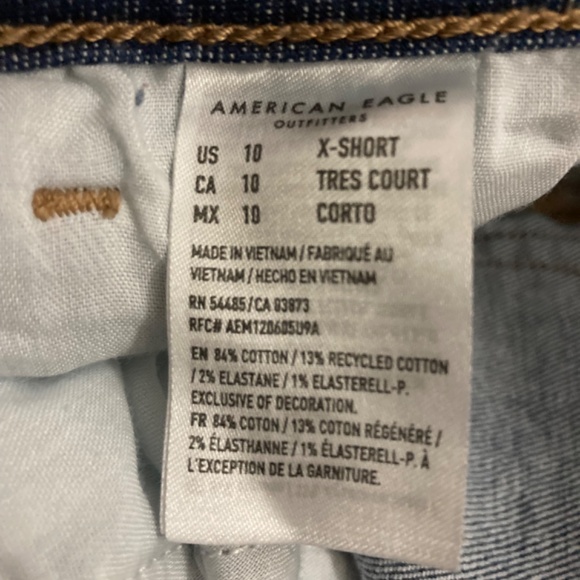 AMERICAN EAGLE
OUTFITTERS
US 10 X-SHORT
CA 10 TRES COURT
MX 10 CORTO
MADE IN VIETNAM / FABRIQUÉ AU
VIETNAM / HECHO EN VIETNAM
RN 54485/CA 03873
RFC# AEM120605U9A
EN 84% COTTON / 13% RECYCLED COTTON
/ 2% ELASTANE / 1% ELASTERELL-P.
EXCLUSIVE OF DECORATION.
FR 84% COTON / 13% COTON RÉGÉNÉRÉ /
2% ÉLASTHANNE / 1% ÉLASTERELL-P. À
L'EXCEPTION DE LA GARNITURE.